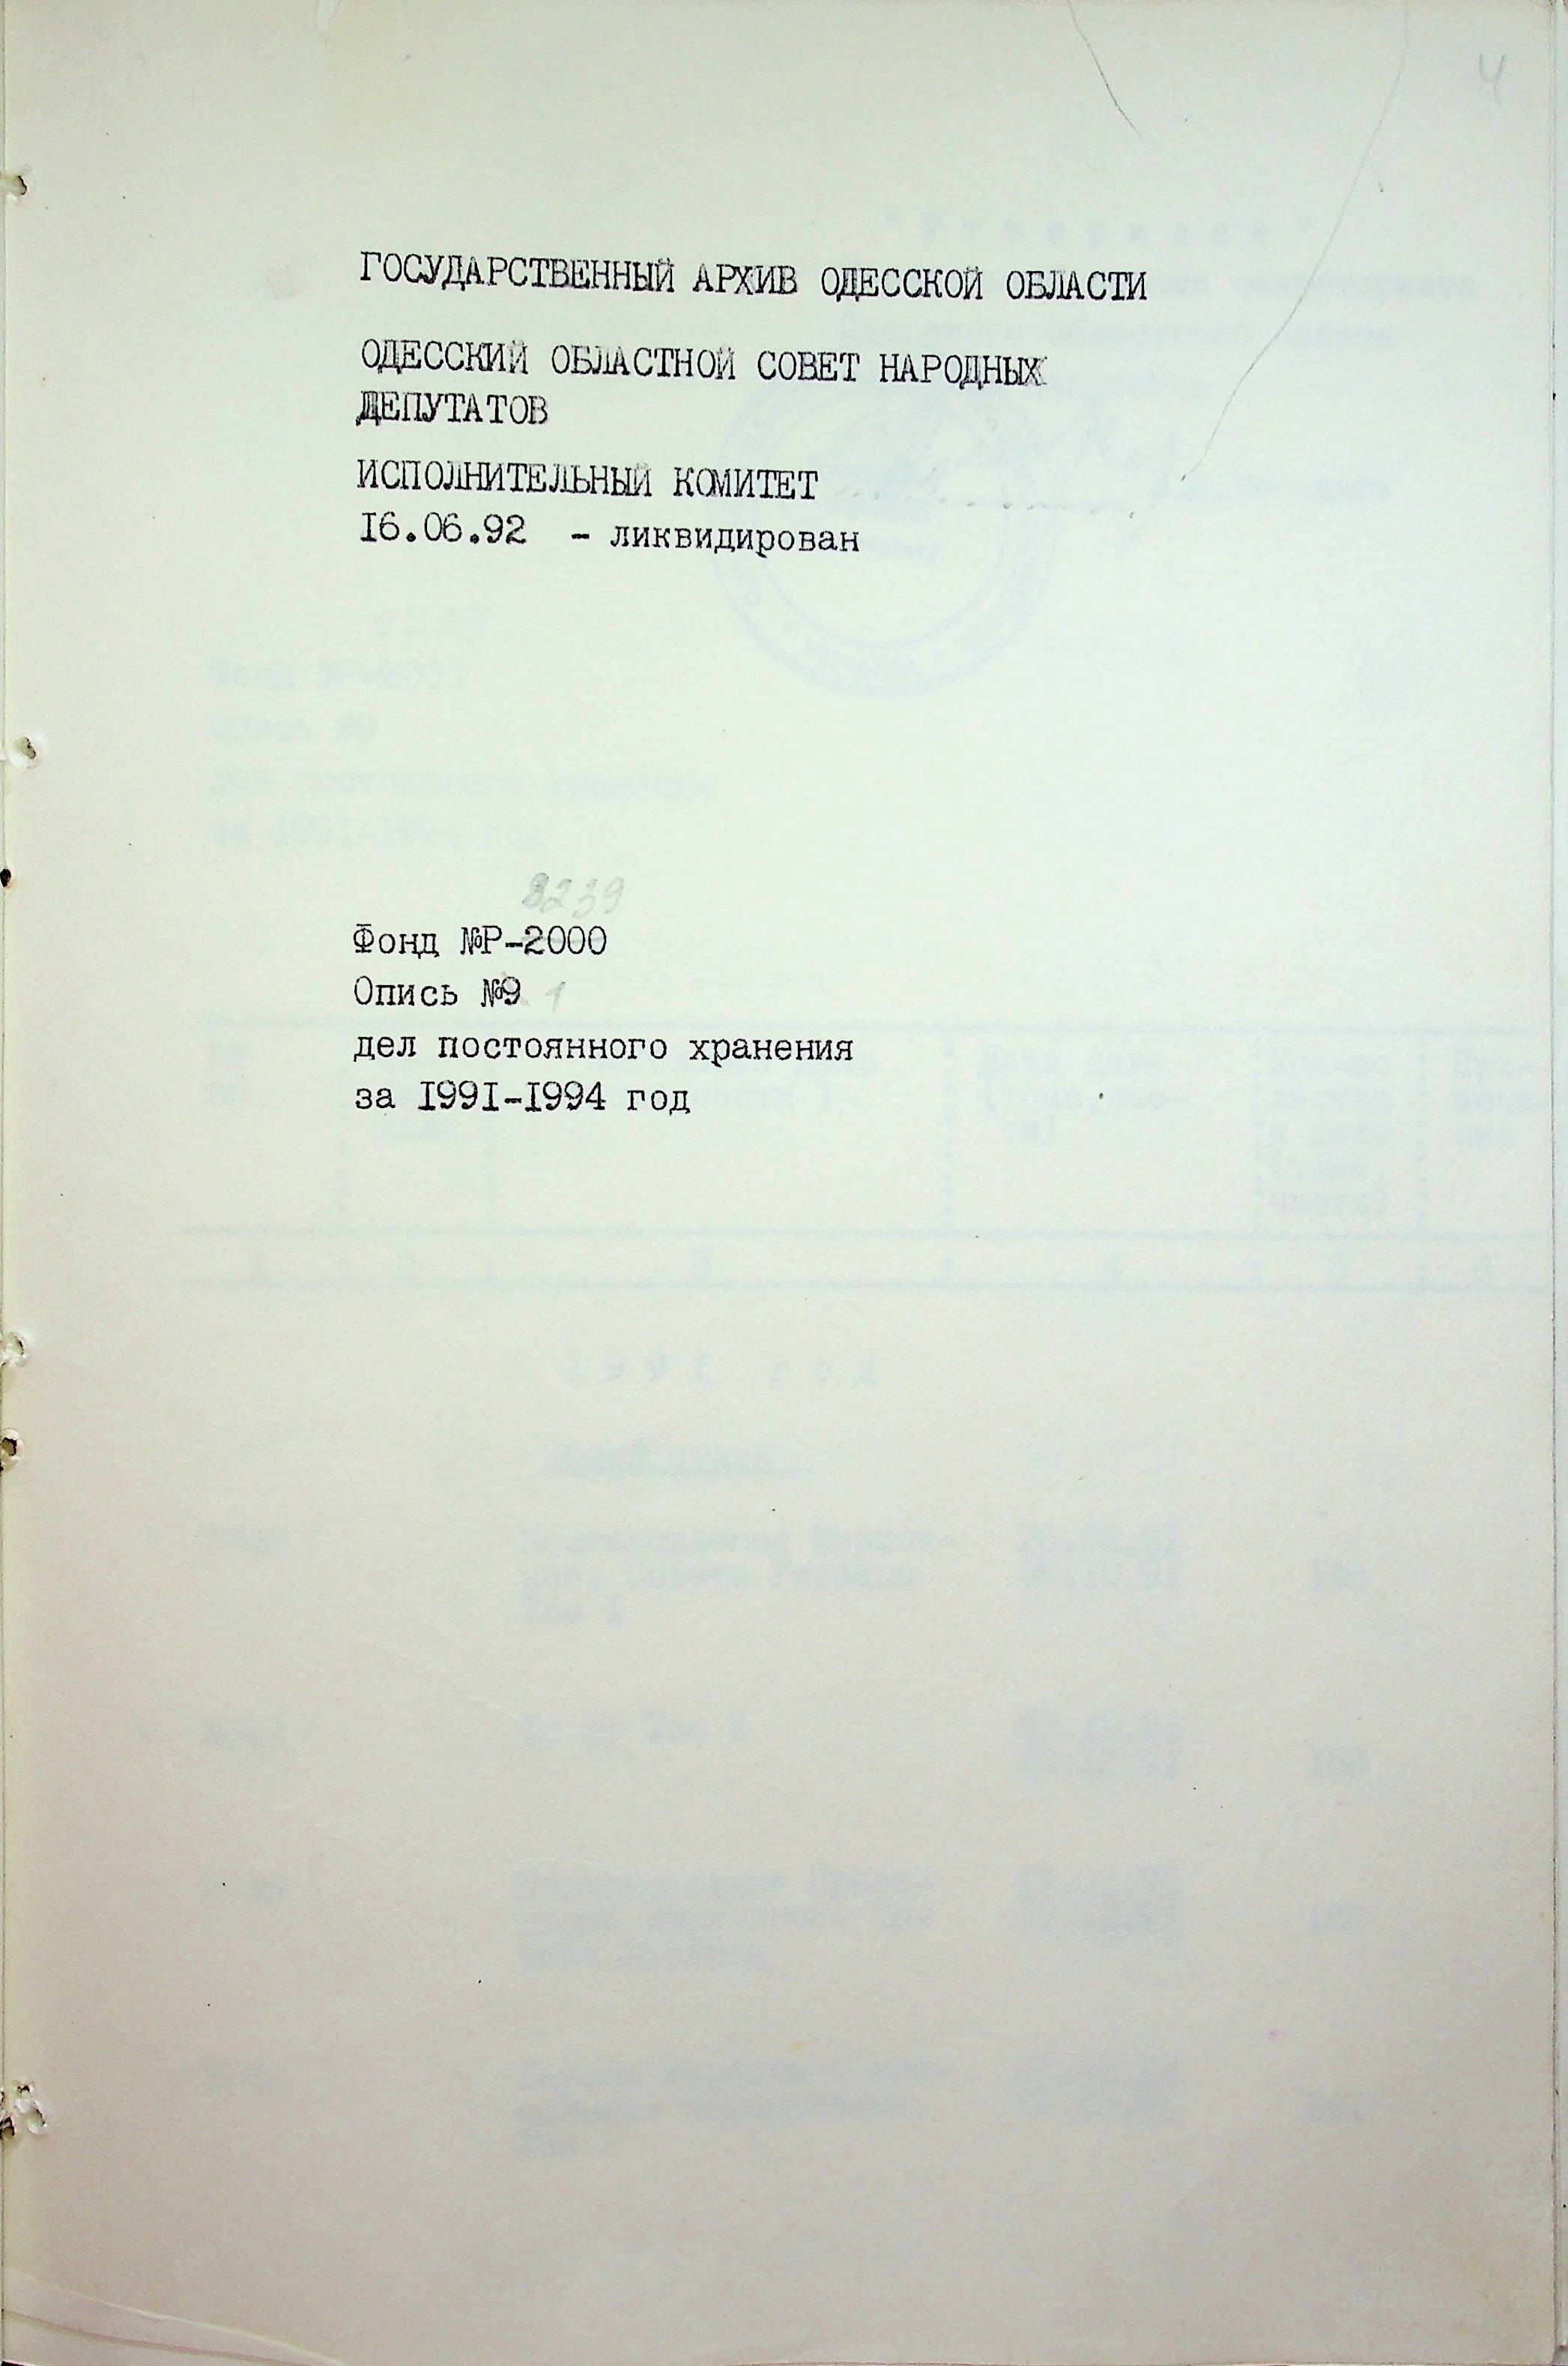 4
ГОСУДАРСТВЕННЫЙ АРХИВ ОДЕССКОЙ ОБЛАСТИ
ОДЕССКИЙ ОБЛАСТНОЙ СОВЕТ НАРОДНЫХ
ДЕПУТАТОВ
ИСПОЛНИТЕЛЬНЫЙ КОМИТЕТ
16.06.92 - ликвидирован
8239
Фонд №Р-2000
Опись №9 1
дел постоянного хранения
за 1991-1994 год